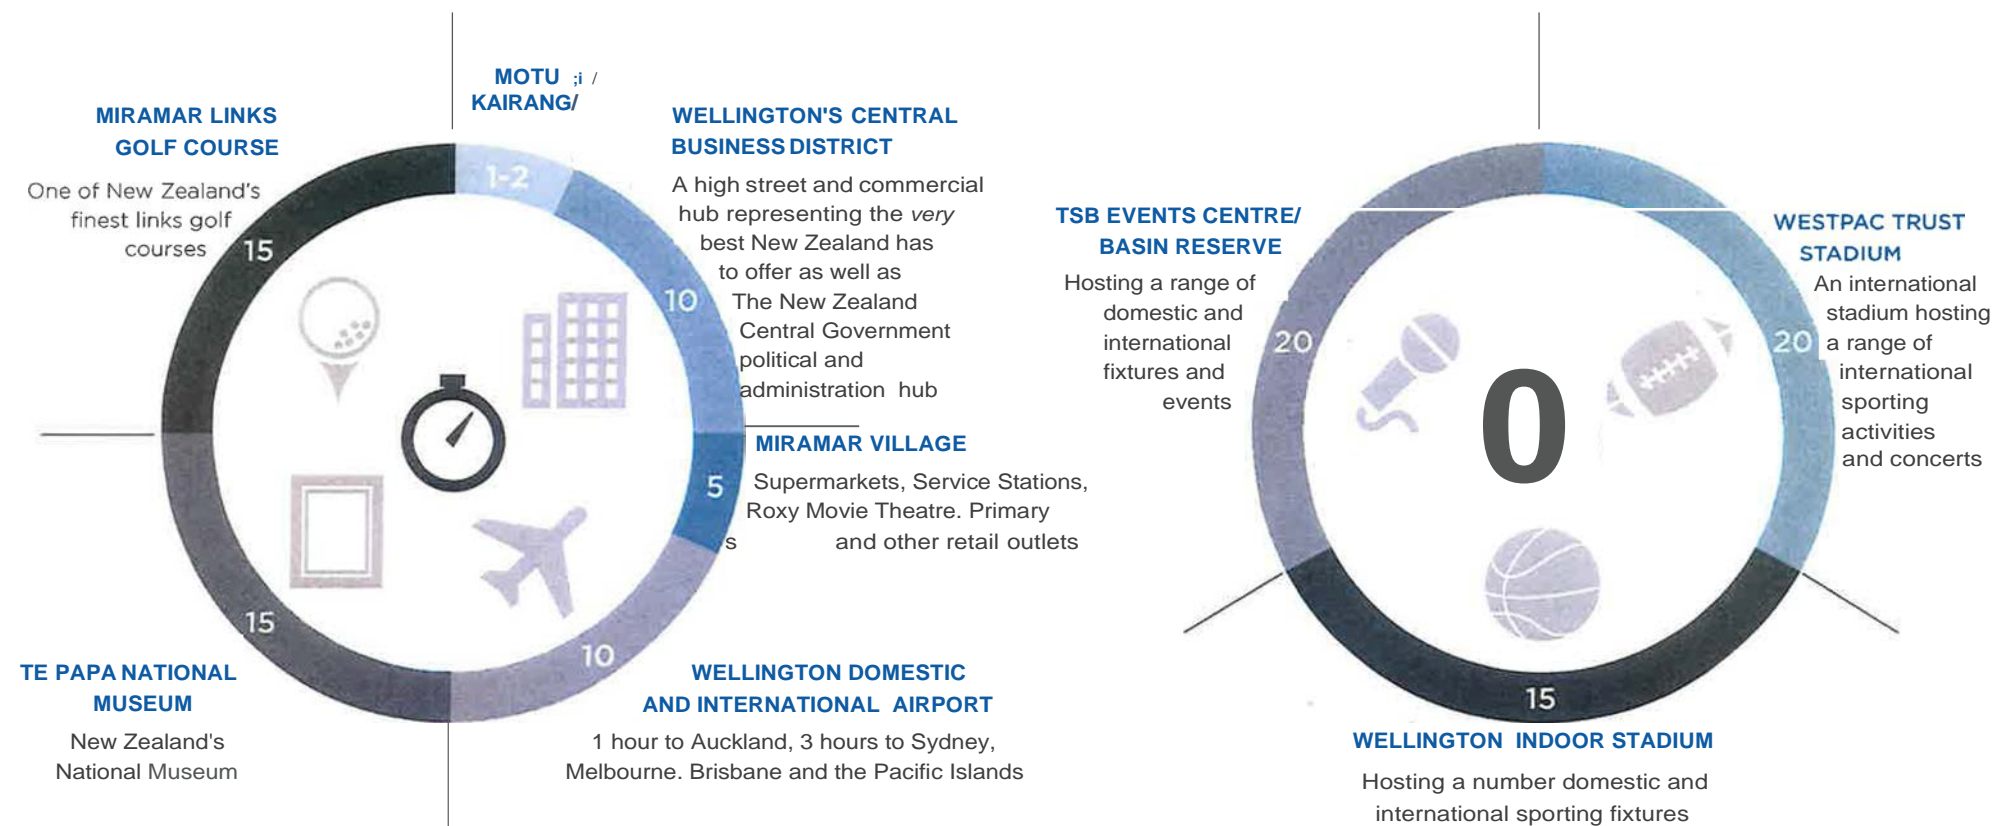 MOTU ;i /
KAIRANG/
MIRAMAR LINKS
GOLF COURSE
One of New Zealand's
finest links golf
courses
15
1-2
WELLINGTON'S CENTRAL
BUSINESS DISTRICT
A high street and commercial
hub representing the very
best New Zealand has
to offer as well as
The New Zealand
Central Government
political and
administration hub
10
MIRAMAR VILLAGE
Supermarkets, Service Stations,
Roxy Movie Theatre. Primary
s and other retail outlets
5
10
WELLINGTON DOMESTIC
AND INTERNATIONAL AIRPORT
1 hour to Auckland, 3 hours to Sydney,
Melbourne. Brisbane and the Pacific Islands
15
TE PAPA NATIONAL
MUSEUM
New Zealand's
National Museum
TSB EVENTS CENTRE/
BASIN RESERVE
Hosting a range of
domestic and
international
fixtures and
events
20
0
WESTPAC TRUST
STADIUM
An international
stadium hosting
a range of
international
sporting
activities
and concerts
20
15
WELLINGTON INDOOR STADIUM
Hosting a number domestic and
international sporting fixtures